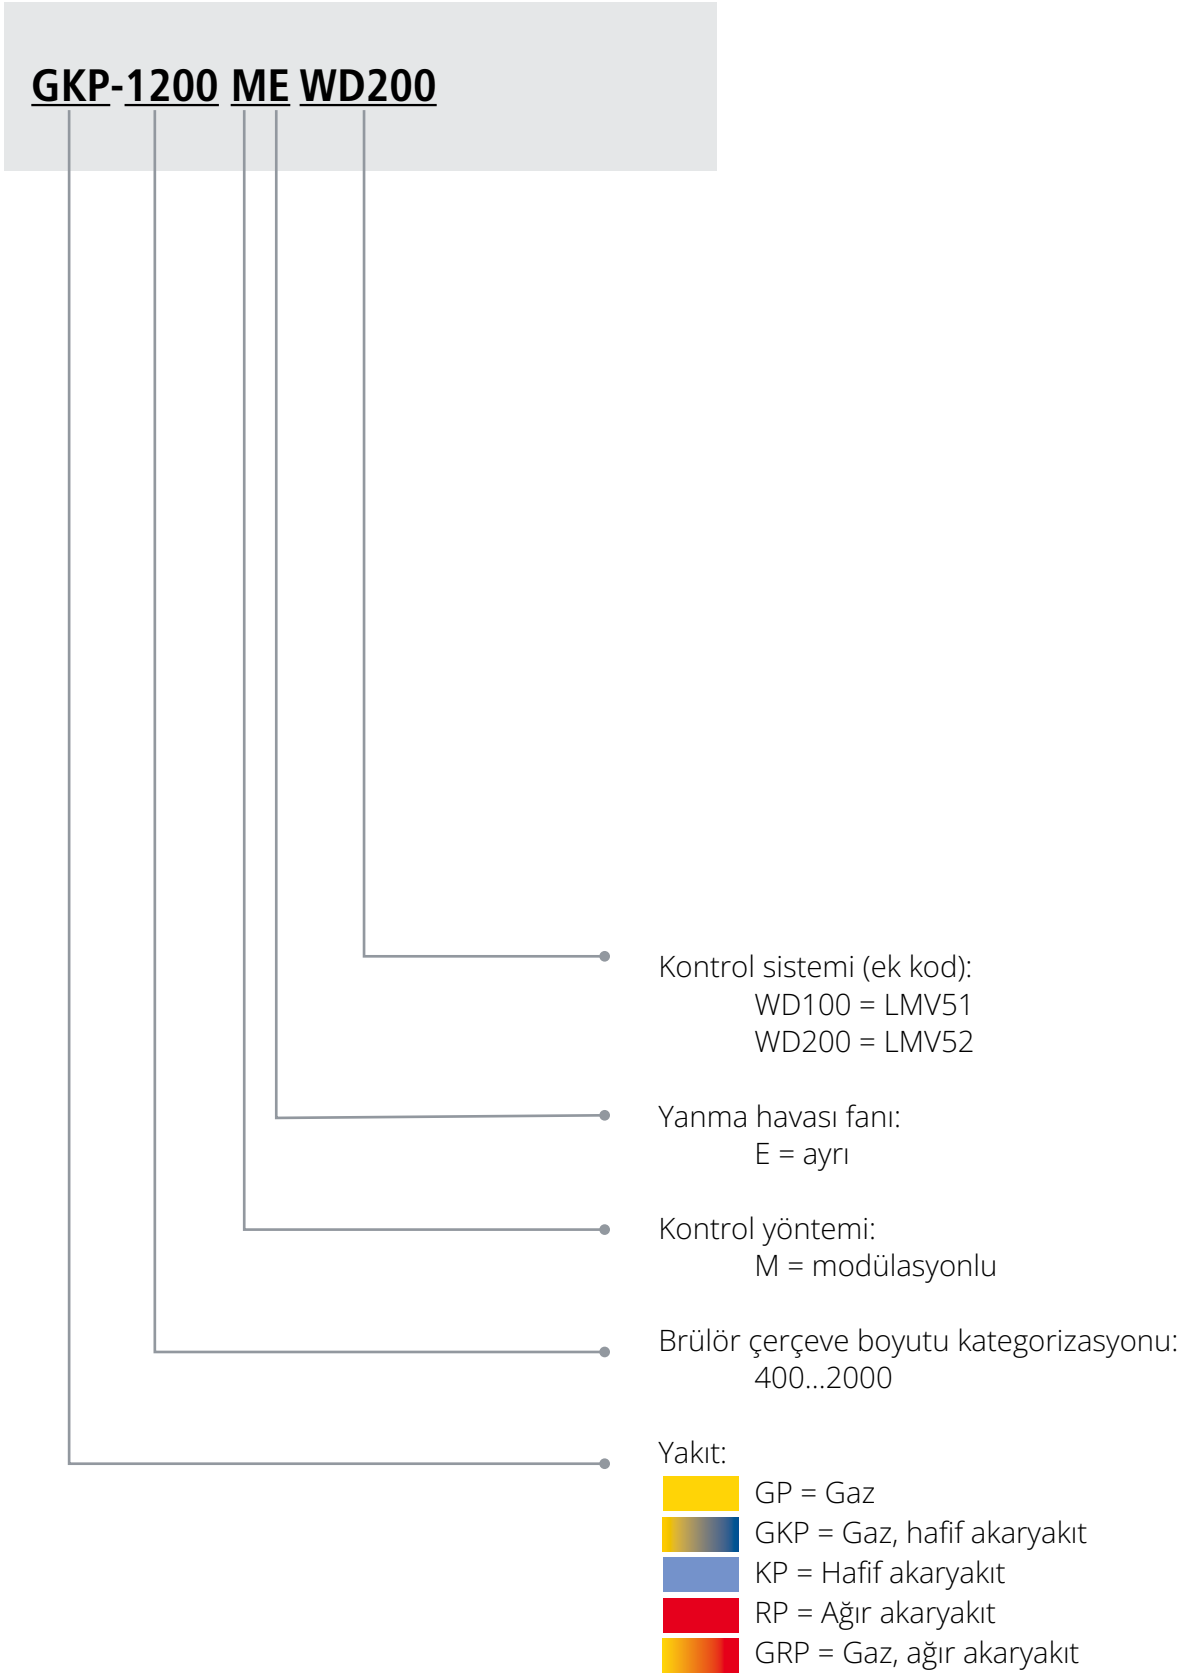 GKP-1200 ME WD200
Kontrol sistemi (ek kod):
WD100 = LMV51
WD200 = LMV52
Yanma havası fanı:
E = ayrı
Kontrol yöntemi:
M = modülasyonlu
Brülör çerçeve boyutu kategorizasyonu:
400...2000
Yakıt:
GP = Gaz
GKP = Gaz, hafif akaryakıt
KP = Hafif akaryakıt
RP = Ağır akaryakıt
GRP = Gaz, ağır akaryakıt